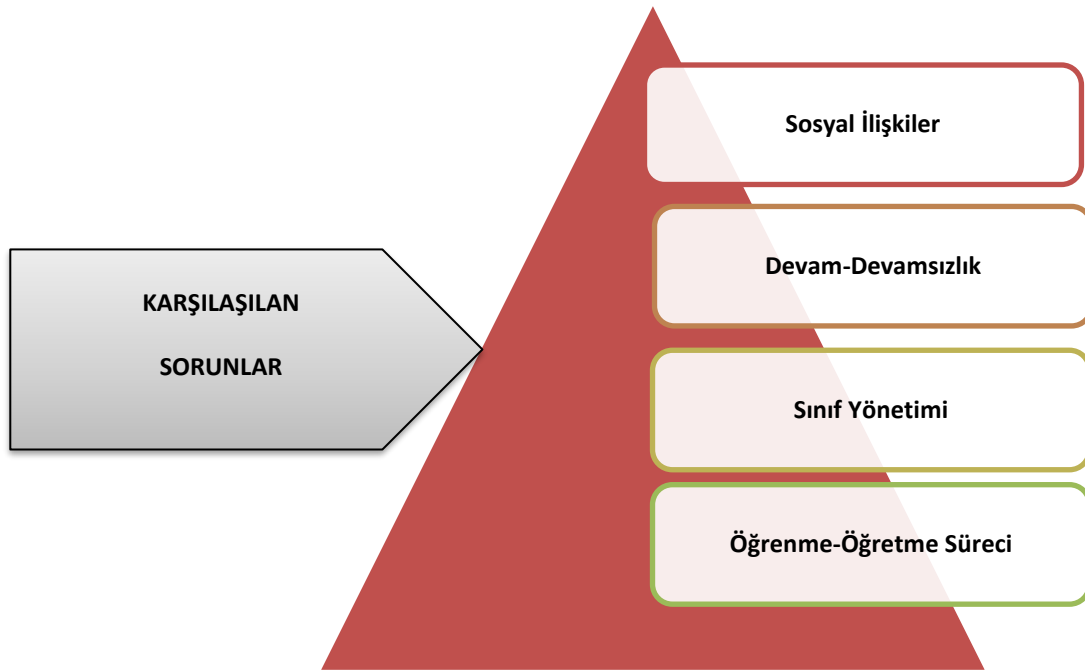 KARŞILAŞILAN
SORUNLAR
Sosyal İlişkiler
Devam-Devamsızlık
Sınıf Yönetimi
Öğrenme-Öğretme Süreci